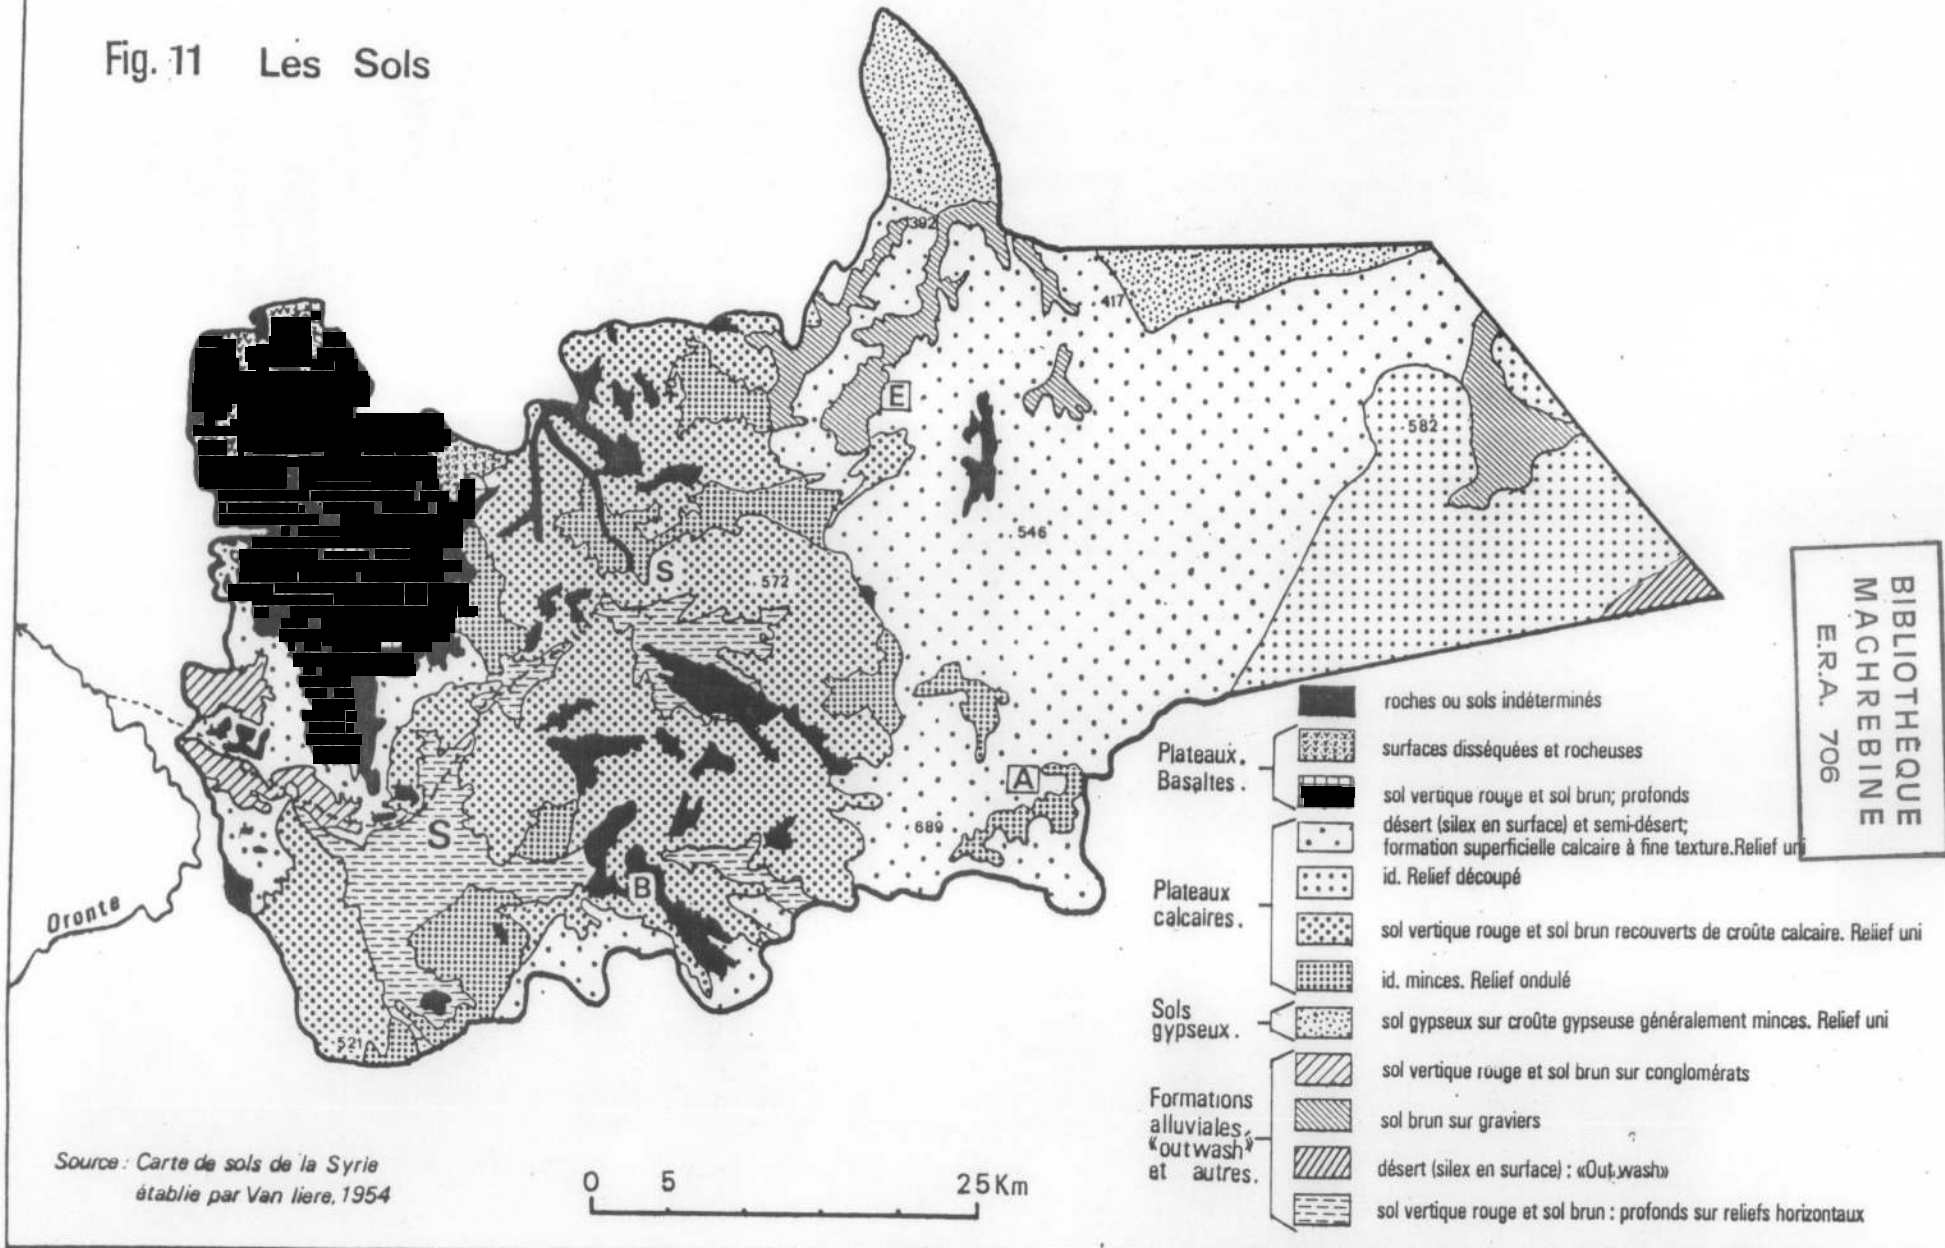 Fig. 11 Les Sols
392
417
E
582
546
S
572
A
689
S
B
521
Oronte
Source: Carte de sols de la Syrie
établie par Van liere, 1954
0 5 25 Km
roches ou sols indéterminés
Plateaux.
Basaltes.
surfaces disséquées et rocheuses
sol vertique rouge et sol brun; profonds
Plateaux
calcaires.
désert (silex en surface) et semi-désert;
formation superficielle calcaire à fine texture. Relief uni
id. Relief découpé
sol vertique rouge et sol brun recouverts de croûte calcaire. Relief uni
id. minces. Relief ondulé
Sols
gypseux.
sol gypseux sur croûte gypseuse généralement minces. Relief uni
Formations
alluviales,
"outwash"
et autres.
sol vertique rouge et sol brun sur conglomérats
sol brun sur graviers
désert (silex en surface) : «Out wash»
sol vertique rouge et sol brun : profonds sur reliefs horizontaux
BIBLIOTHEQUE
MAGHREBINE
E.R.A. 706